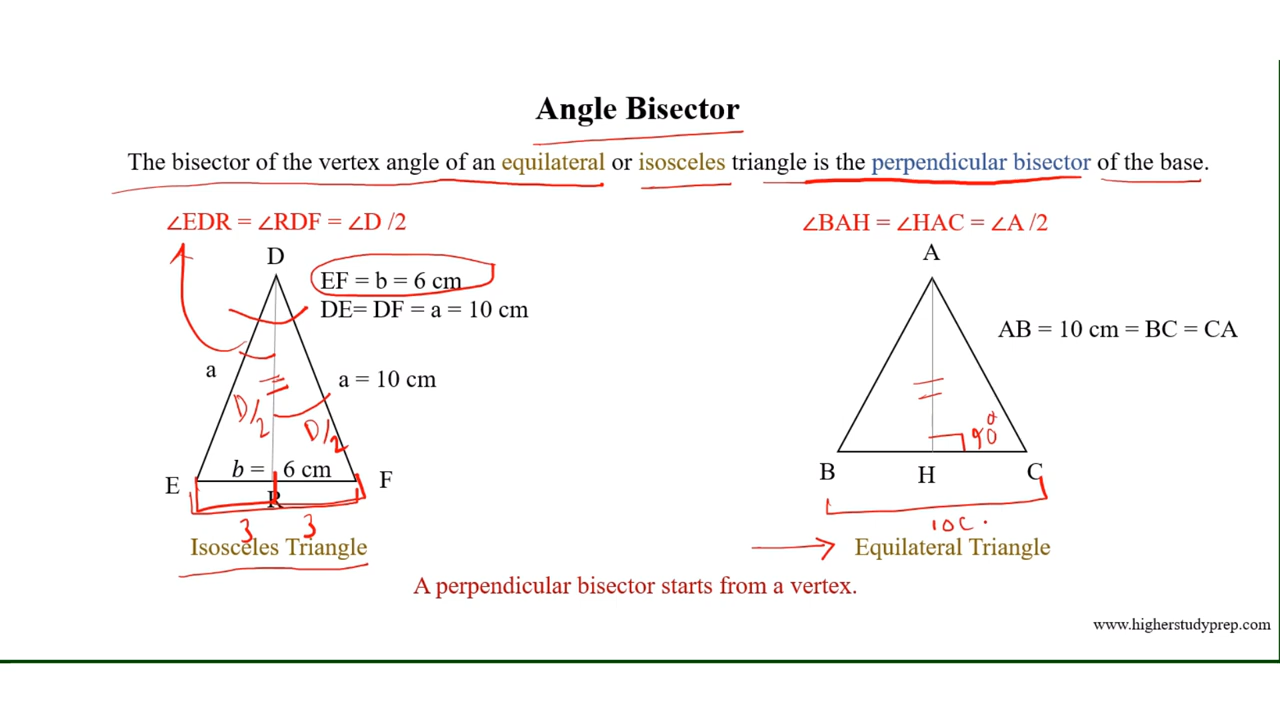 Angle Bisector
The bisector of the vertex angle of an equilateral or isosceles triangle is the perpendicular bisector of the base.
∠EDR = ∠RDF = ∠D /2
D
EF = b = 6 cm
DE= DF = a = 10 cm
a
a = 10 cm
D/2
D/2
b = 6 cm
E
F
R
3
3
Isosceles Triangle
∠BAH = ∠HAC = ∠A /2
A
AB = 10 cm = BC = CA
90°
B
H
C
10C.
Equilateral Triangle
A perpendicular bisector starts from a vertex.
www.higherstudyprep.com